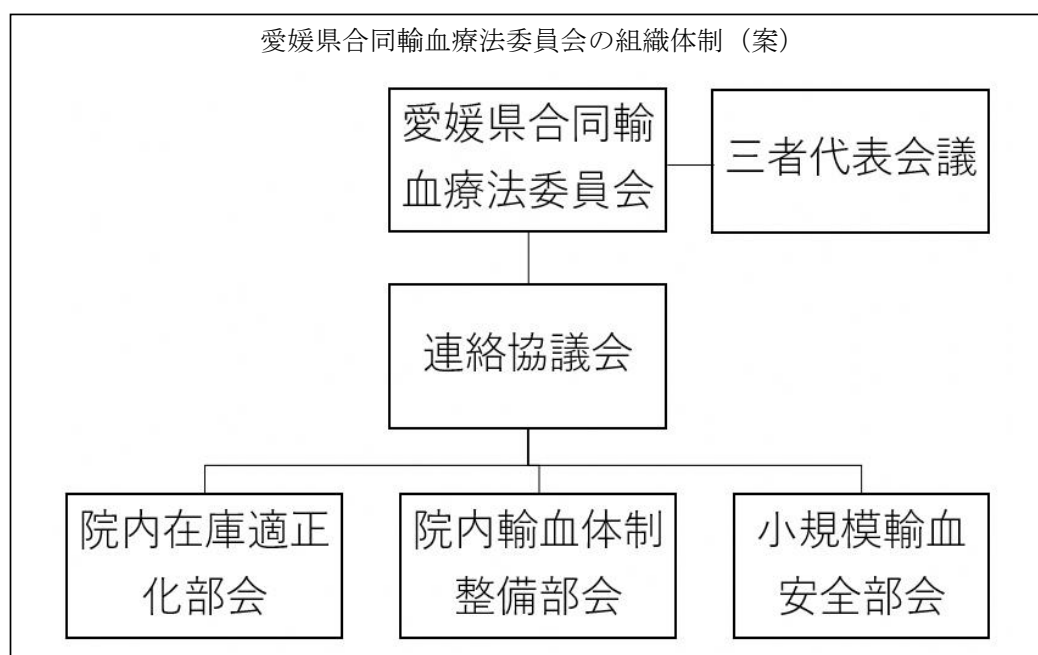 愛媛県合同輸血療法委員会の組織体制（案）
愛媛県合同輸
血療法委員会
三者代表会議
連絡協議会
院内在庫適正
化部会
院内輸血体制
整備部会
小規模輸血
安全部会